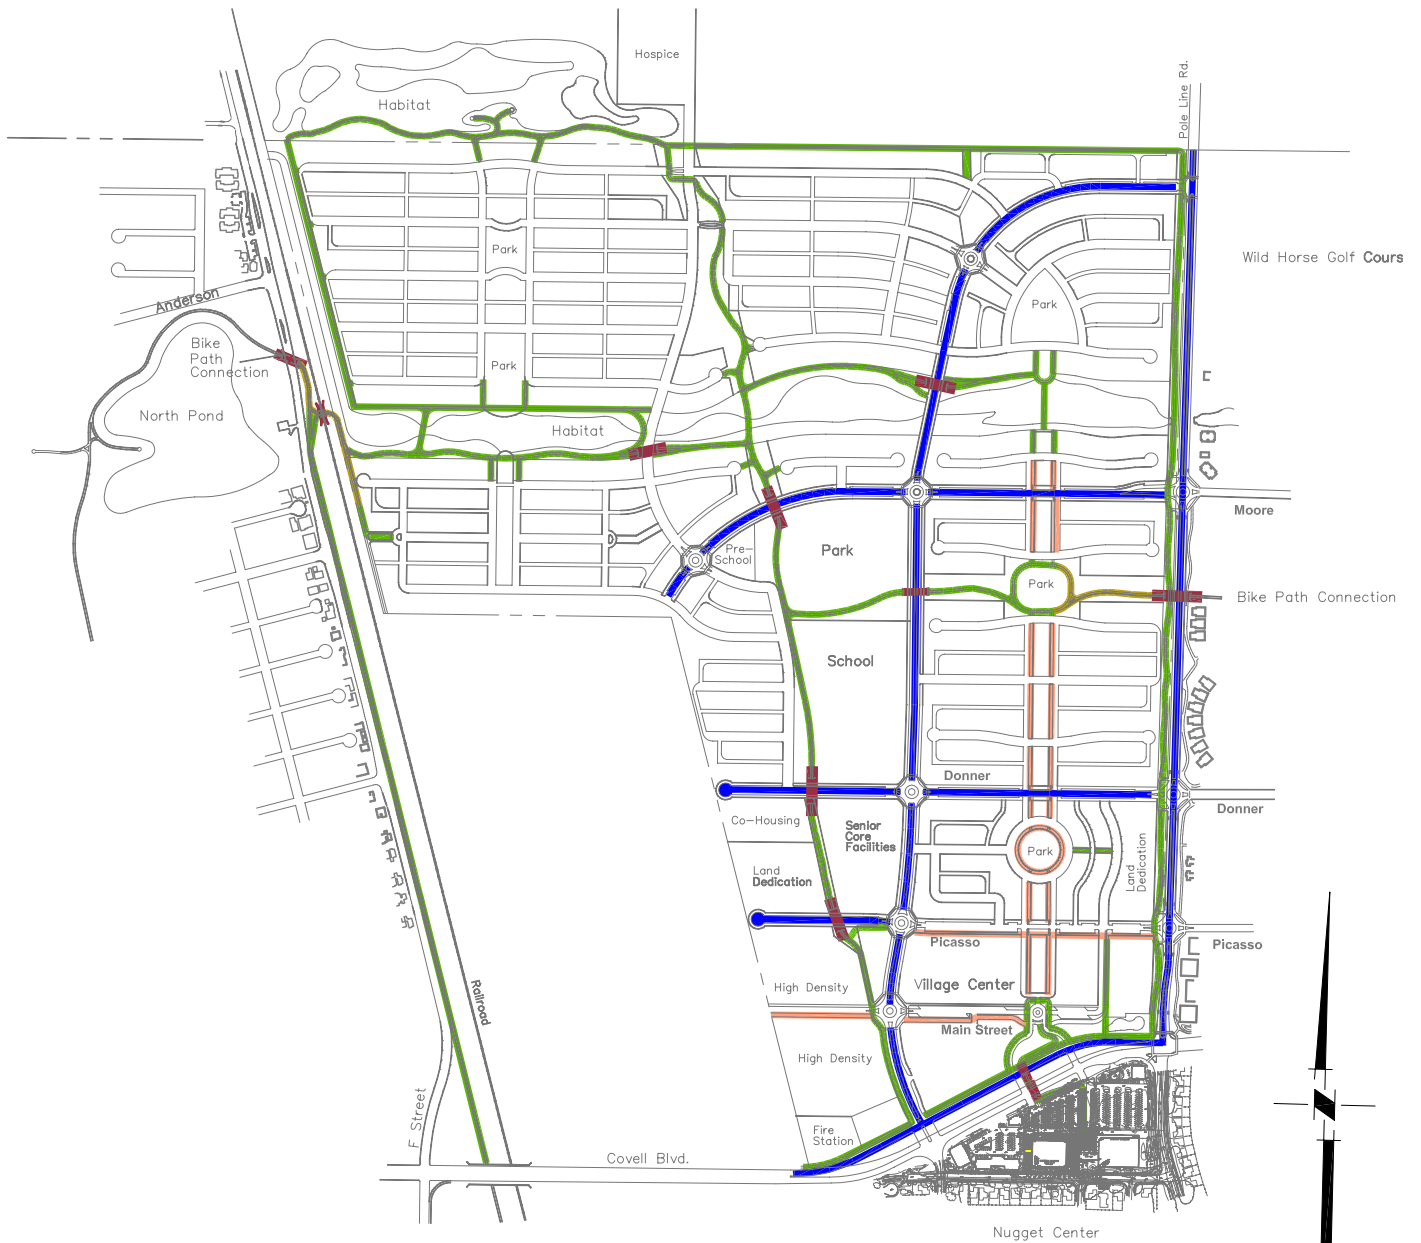 Hospice
Pole Line Rd.
Habitat
Wild Horse Golf Cours
Park
Anderson
Park
Bike
Path
Connection
Park
North Pond
Habitat
Moore
Pre-
School
Park
Park
Bike Path Connection
School
Donner
Donner
Co-Housing
Senior
Core
Facilities
Park
Land
Dedication
Land
Dedication
Picasso
Picasso
High Density
Village Center
Railroad
Main Street
High Density
F Street
Fire
Station
Covell Blvd.
Nugget Center